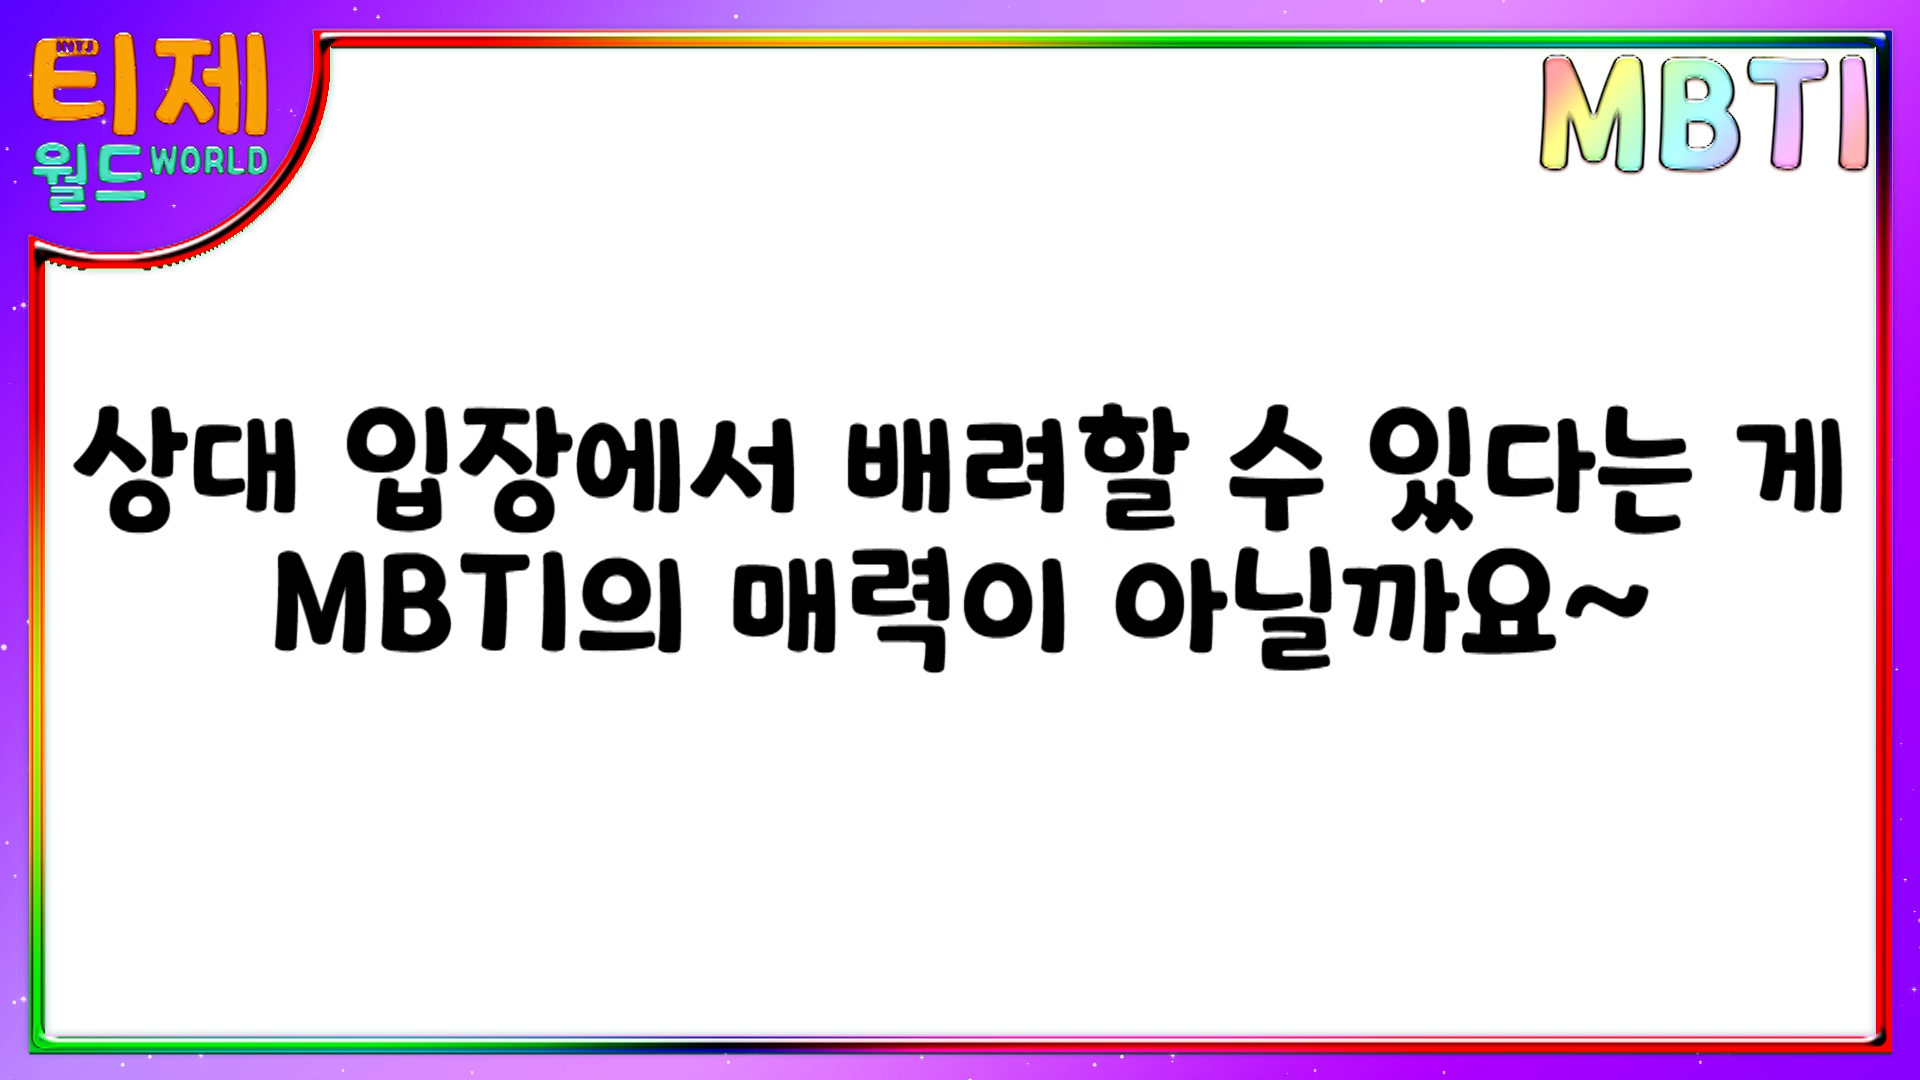 INTJ
티제
월드 WORLD
MBTI
상대 입장에서 배려할 수 있다는 게
MBTI의 매력이 아닐까요~